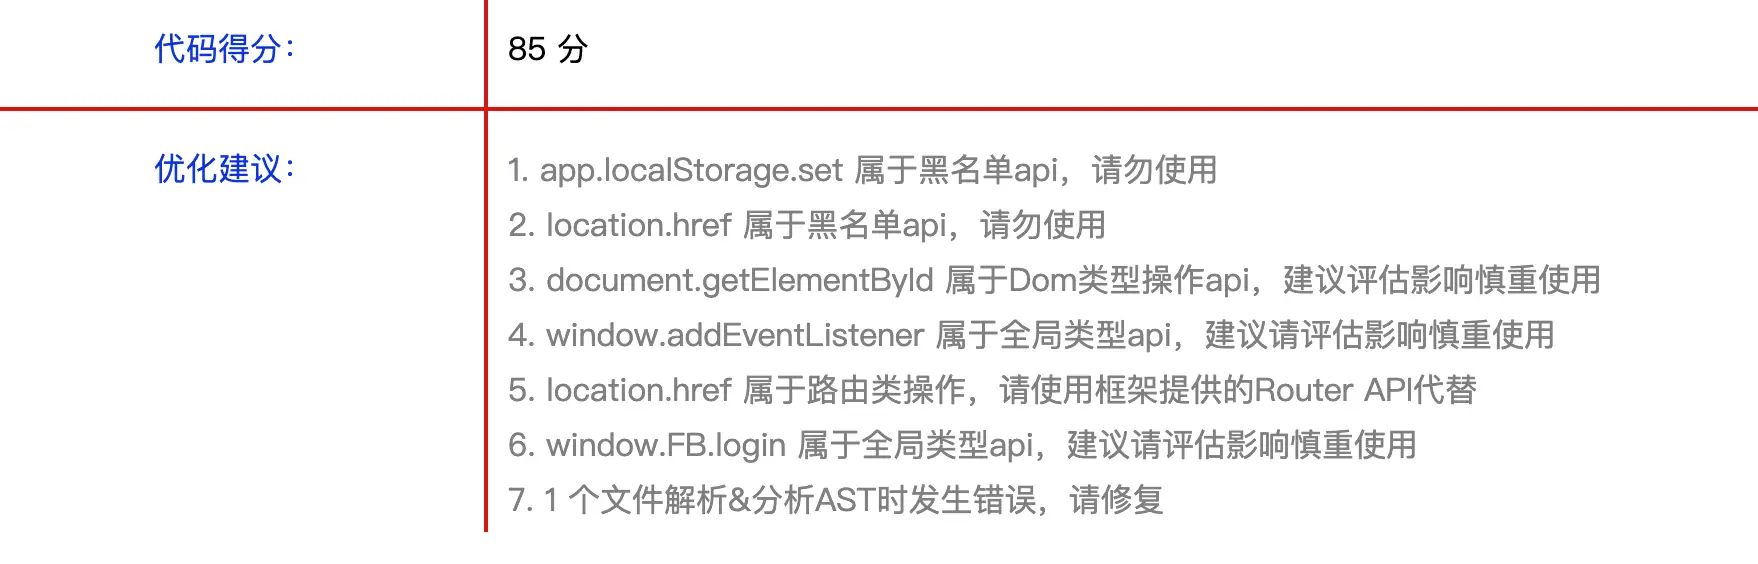 代码得分：
85 分
优化建议：
1. app.localStorage.set 属于黑名单api，请勿使用
2. location.href 属于黑名单api，请勿使用
3. document.getElementById 属于Dom类型操作api，建议评估影响慎重使用
4. window.addEventListener 属于全局类型api，建议请评估影响慎重使用
5. location.href 属于路由类操作，请使用框架提供的Router API代替
6. window.FB.login 属于全局类型api，建议请评估影响慎重使用
7. 1 个文件解析&分析AST时发生错误，请修复